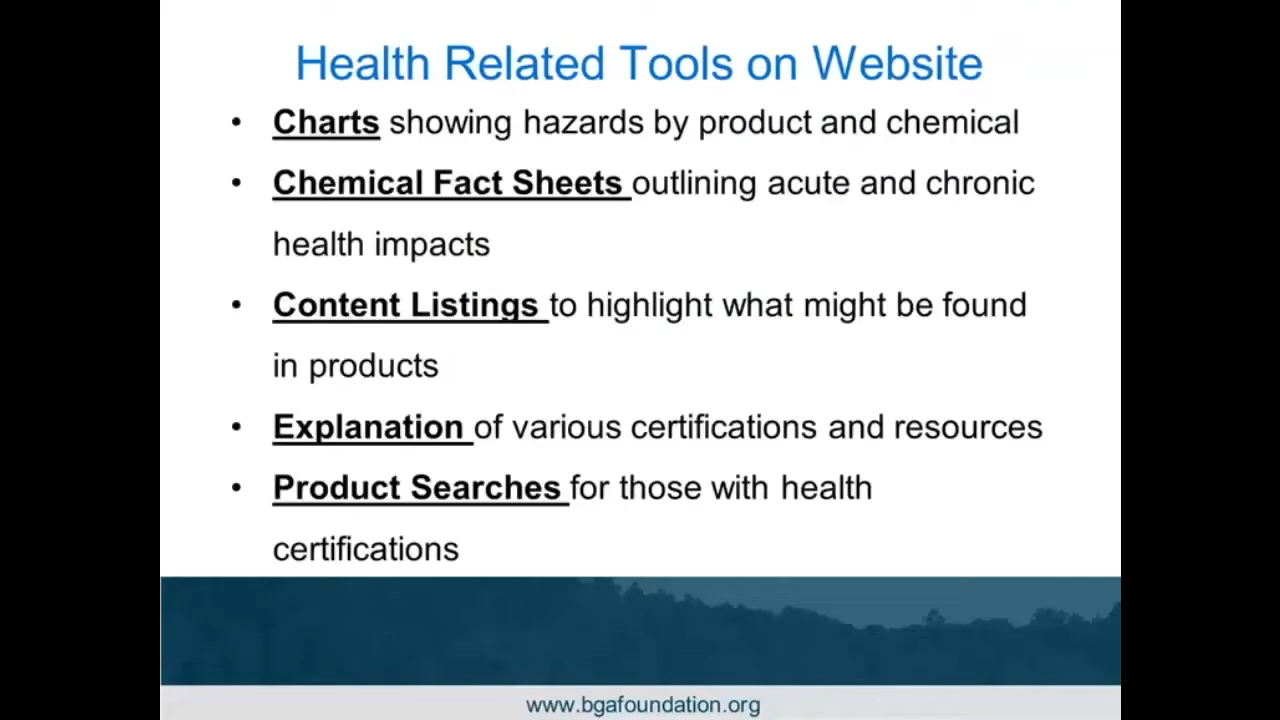 Health Related Tools on Website
• Charts showing hazards by product and chemical
• Chemical Fact Sheets outlining acute and chronic
health impacts
• Content Listings to highlight what might be found
in products
• Explanation of various certifications and resources
• Product Searches for those with health
certifications
www.bgafoundation.org